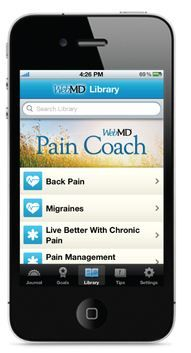 4:26 PM 69%
WebMD Library
Search Library
WebMD
Pain Coach
Back Pain
Migraines
Live Better With Chronic
Pain
Pain Management
Journal Goals Library Tips Settings